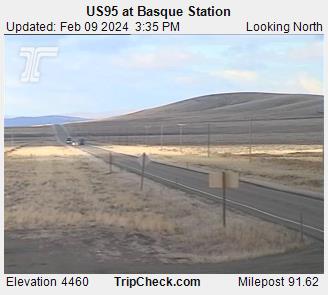 US95 at Basque Station
Updated: Feb 09 2024 3:35 PM Looking North
Elevation 4460 TripCheck.com Milepost 91.62